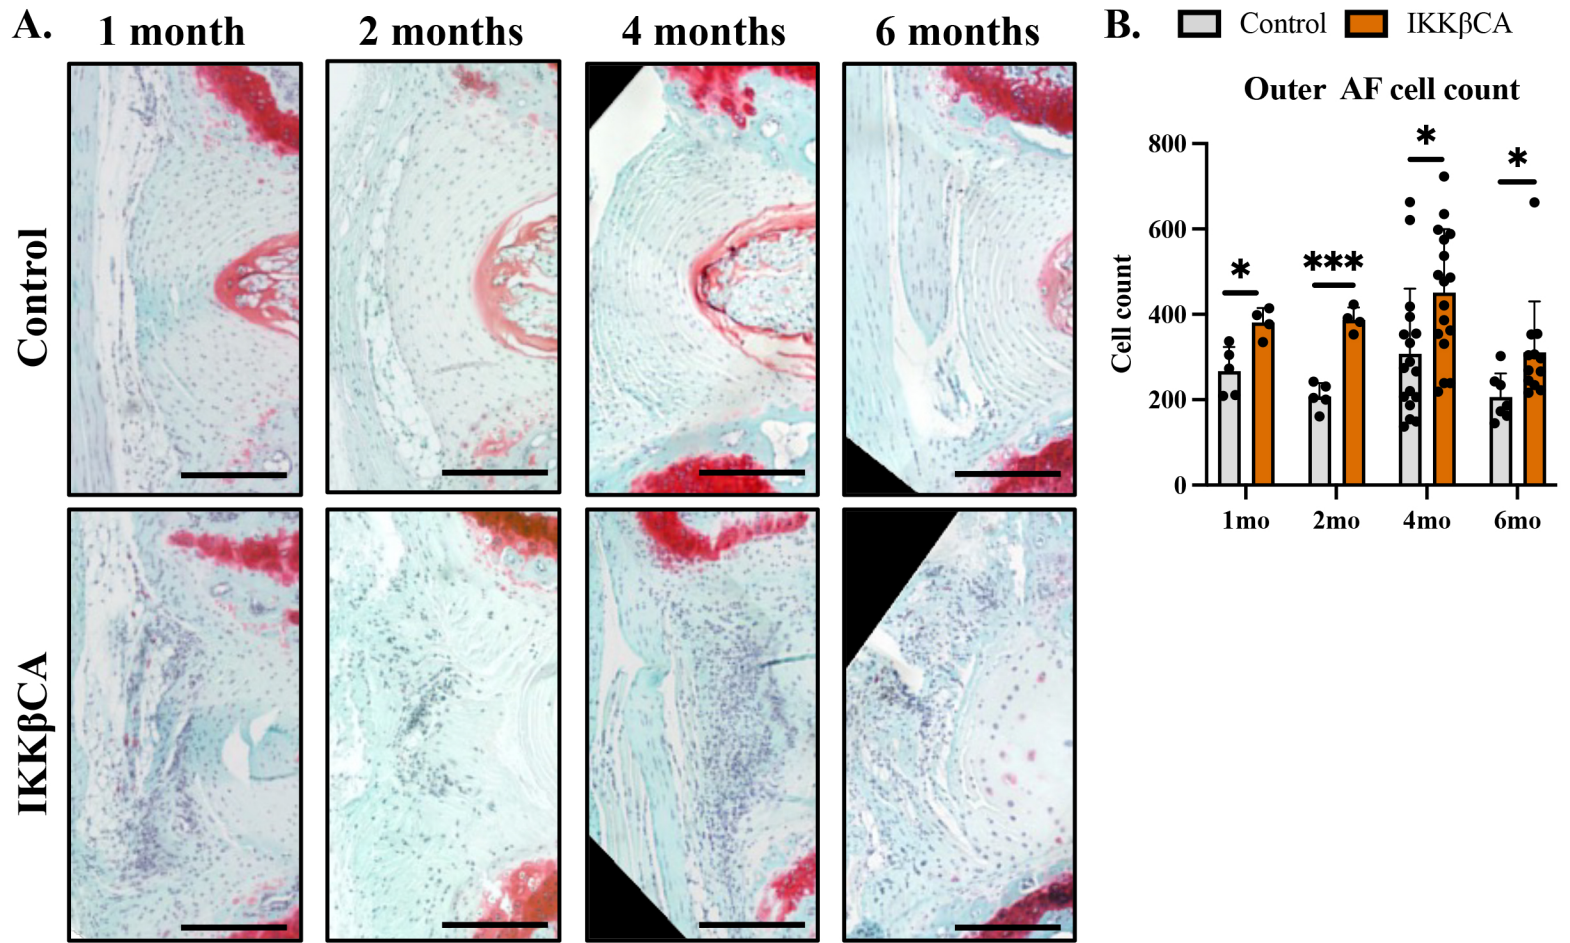 A.
1 month
2 months
4 months
6 months
Control
IKKβCA
B.
Control
IKKβCA
Outer AF cell count
Cell count
800
600
400
200
0
*
***
*
*
1mo
2mo
4mo
6mo